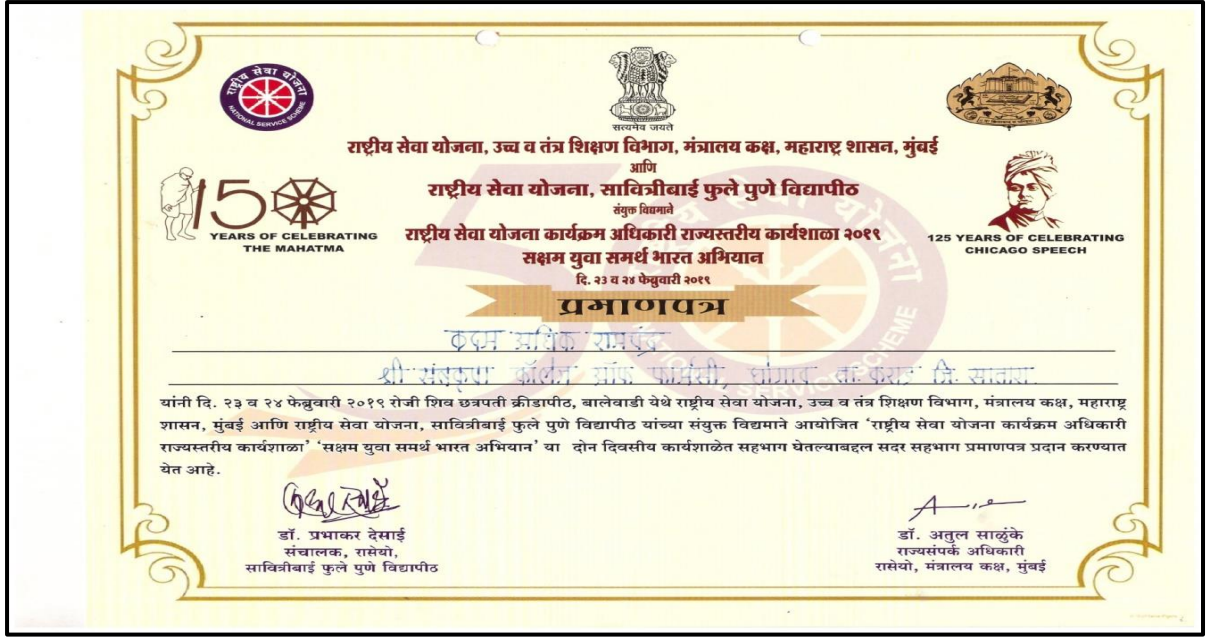 राष्ट्रीय सेवा योजना
NATIONAL SERVICE SCHEME
सत्यमेव जयते
राष्ट्रीय सेवा योजना, उच्च व तंत्र शिक्षण विभाग, मंत्रालय कक्ष, महाराष्ट्र शासन, मुंबई
आणि
राष्ट्रीय सेवा योजना, सावित्रीबाई फुले पुणे विद्यापीठ
संयुक्त विद्यमाने
150
YEARS OF CELEBRATING
THE MAHATMA
राष्ट्रीय सेवा योजना कार्यक्रम अधिकारी राज्यस्तरीय कार्यशाळा २०१९
सक्षम युवा समर्थ भारत अभियान
125 YEARS OF CELEBRATING
CHICAGO SPEECH
दि. २३ व २४ फेब्रुवारी २०१९
प्रमाणपत्र
कदम अधिक रामचंद्र
श्री संतकृपा कॉलेज ऑफ फार्मसी, घोगाव ता. कराड जि. सातारा
यांनी दि. २३ व २४ फेब्रुवारी २०१९ रोजी शिव छत्रपती क्रीडापीठ, बालेवाडी येथे राष्ट्रीय सेवा योजना, उच्च व तंत्र शिक्षण विभाग, मंत्रालय कक्ष, महाराष्ट्र
शासन, मुंबई आणि राष्ट्रीय सेवा योजना, सावित्रीबाई फुले पुणे विद्यापीठ यांच्या संयुक्त विद्यमाने आयोजित 'राष्ट्रीय सेवा योजना कार्यक्रम अधिकारी
राज्यस्तरीय कार्यशाळा' 'सक्षम युवा समर्थ भारत अभियान' या दोन दिवसीय कार्यशाळेत सहभाग घेतल्याबद्दल सदर सहभाग प्रमाणपत्र प्रदान करण्यात
येत आहे.
डॉ. प्रभाकर देसाई
संचालक, रासेयो,
सावित्रीबाई फुले पुणे विद्यापीठ
डॉ. अतुल साळुंके
राज्यसंपर्क अधिकारी
रासेयो, मंत्रालय कक्ष, मुंबई